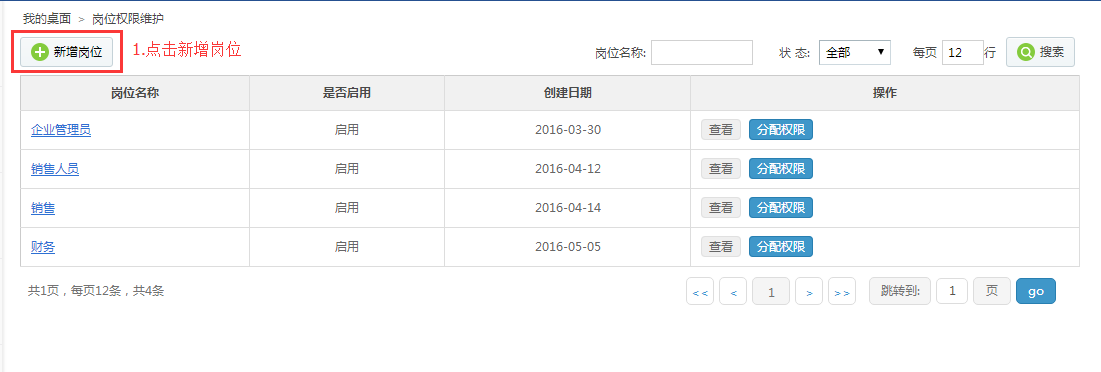 我的桌面 > 岗位权限维护
新增岗位 1.点击新增岗位 岗位名称: 状 态: 全部 每页 12 行 搜索
岗位名称 是否启用 创建日期 操作
企业管理员 启用 2016-03-30 查看 分配权限
销售人员 启用 2016-04-12 查看 分配权限
销售 启用 2016-04-14 查看 分配权限
财务 启用 2016-05-05 查看 分配权限
共1页，每页12条，共4条 << < 1 > >> 跳转到: 1 页 go